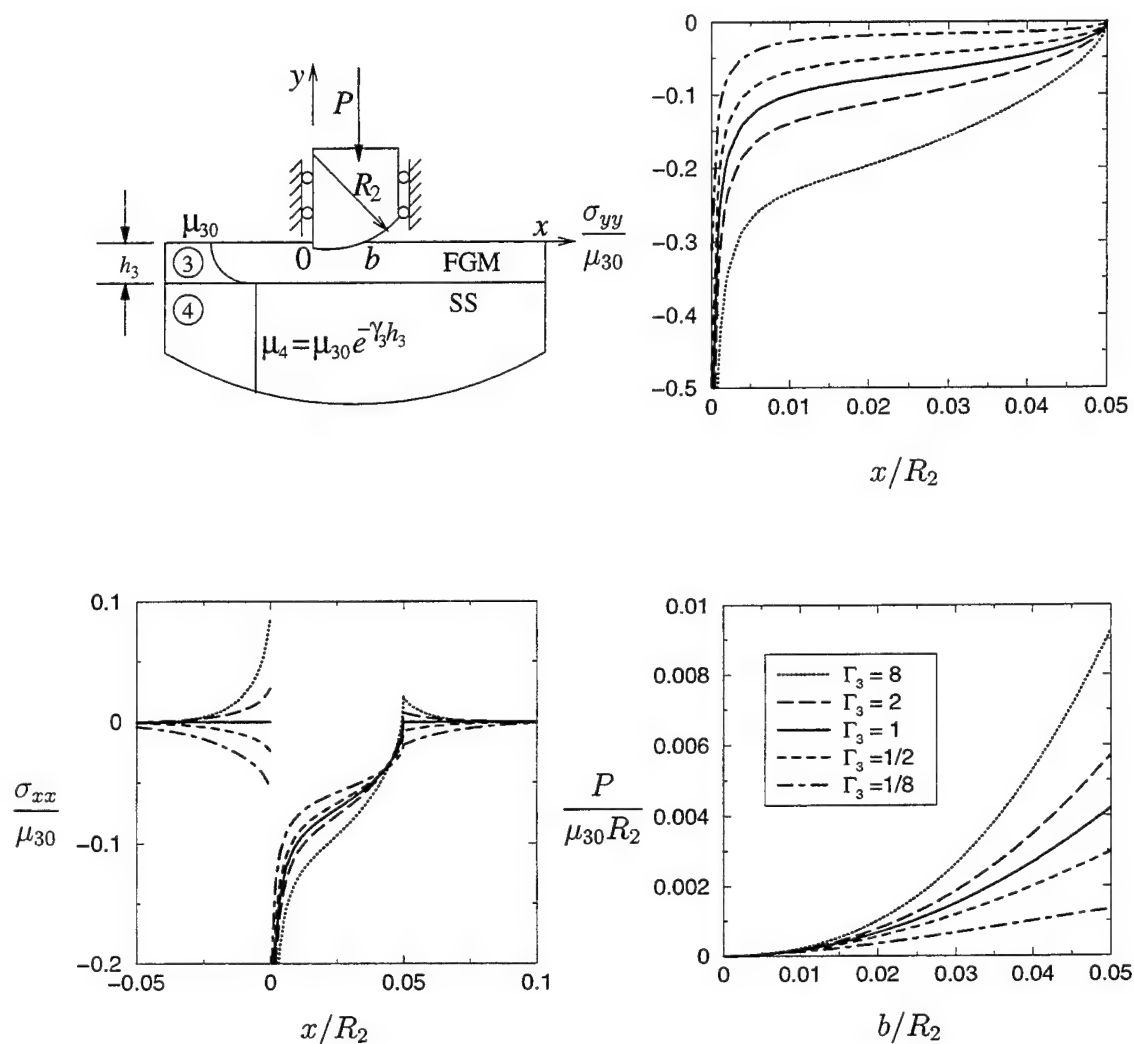 y
P
R₂
μ₃₀
x
0
b
③
h₃
FGM
④
SS
μ₄ = μ₃₀e^{-γ₃h₃}
σ_{yy}/μ₃₀
0
−0.1
−0.2
−0.3
−0.4
−0.5
0 0.01 0.02 0.03 0.04 0.05
x/R₂
σ_{xx}/μ₃₀
0.1
0
−0.1
−0.2
−0.05 0 0.05 0.1
x/R₂
P/μ₃₀R₂
0.01
0.008
0.006
0.004
0.002
0
Γ₃ = 8
Γ₃ = 2
Γ₃ = 1
Γ₃ =1/2
Γ₃ =1/8
0 0.01 0.02 0.03 0.04 0.05
b/R₂